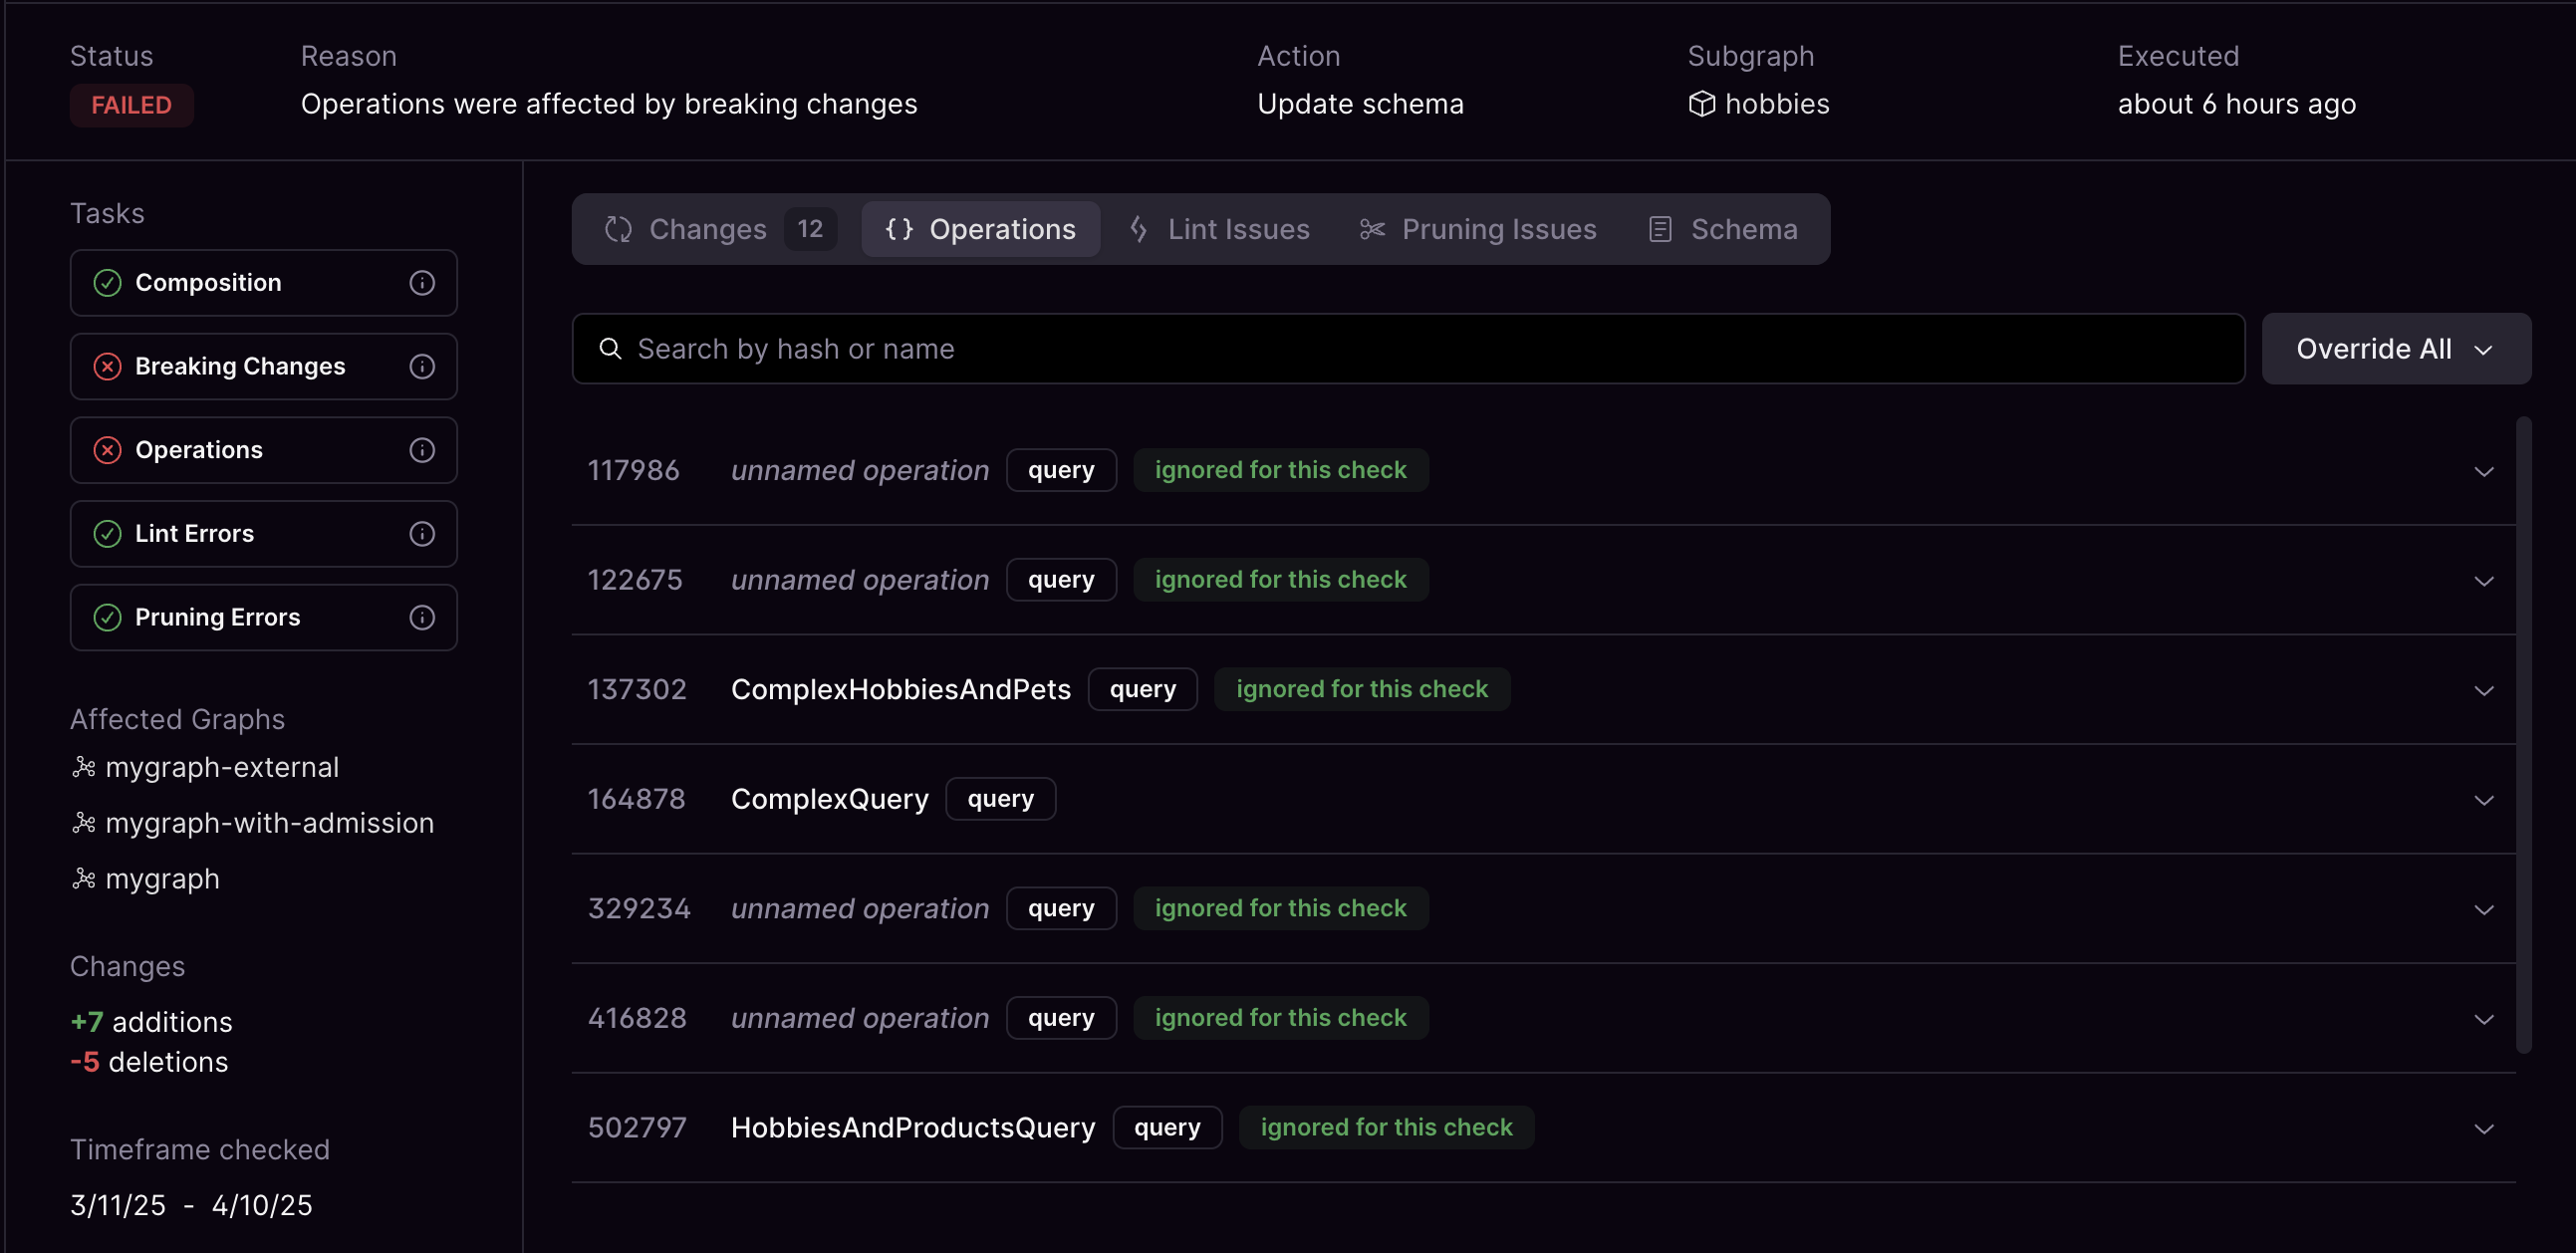 Status
FAILED
Reason
Operations were affected by breaking changes
Action
Update schema
Subgraph
hobbies
Executed
about 6 hours ago
Tasks
Composition
Breaking Changes
Operations
Lint Errors
Pruning Errors
Affected Graphs
mygraph-external
mygraph-with-admission
mygraph
Changes
+7 additions
-5 deletions
Timeframe checked
3/11/25 - 4/10/25
Changes 12 {} Operations Lint Issues Pruning Issues Schema
Search by hash or name
Override All
117986 unnamed operation query ignored for this check
122675 unnamed operation query ignored for this check
137302 ComplexHobbiesAndPets query ignored for this check
164878 ComplexQuery query
329234 unnamed operation query ignored for this check
416828 unnamed operation query ignored for this check
502797 HobbiesAndProductsQuery query ignored for this check